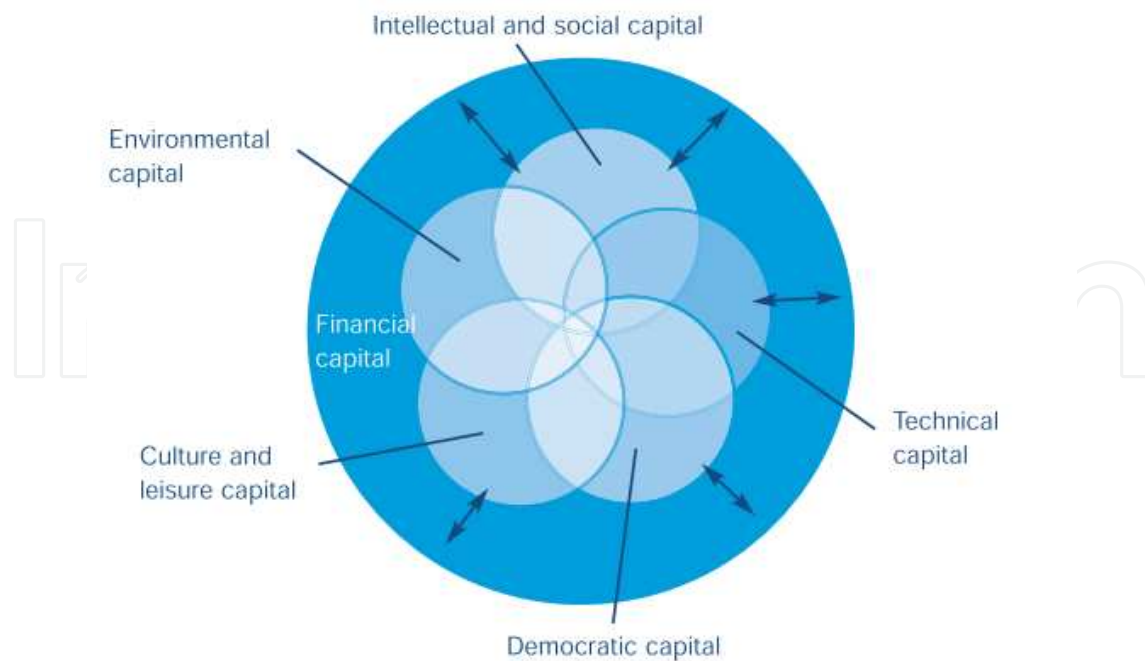 Intellectual and social capital
Environmental
capital
Financial
capital
Technical
capital
Culture and
leisure capital
Democratic capital